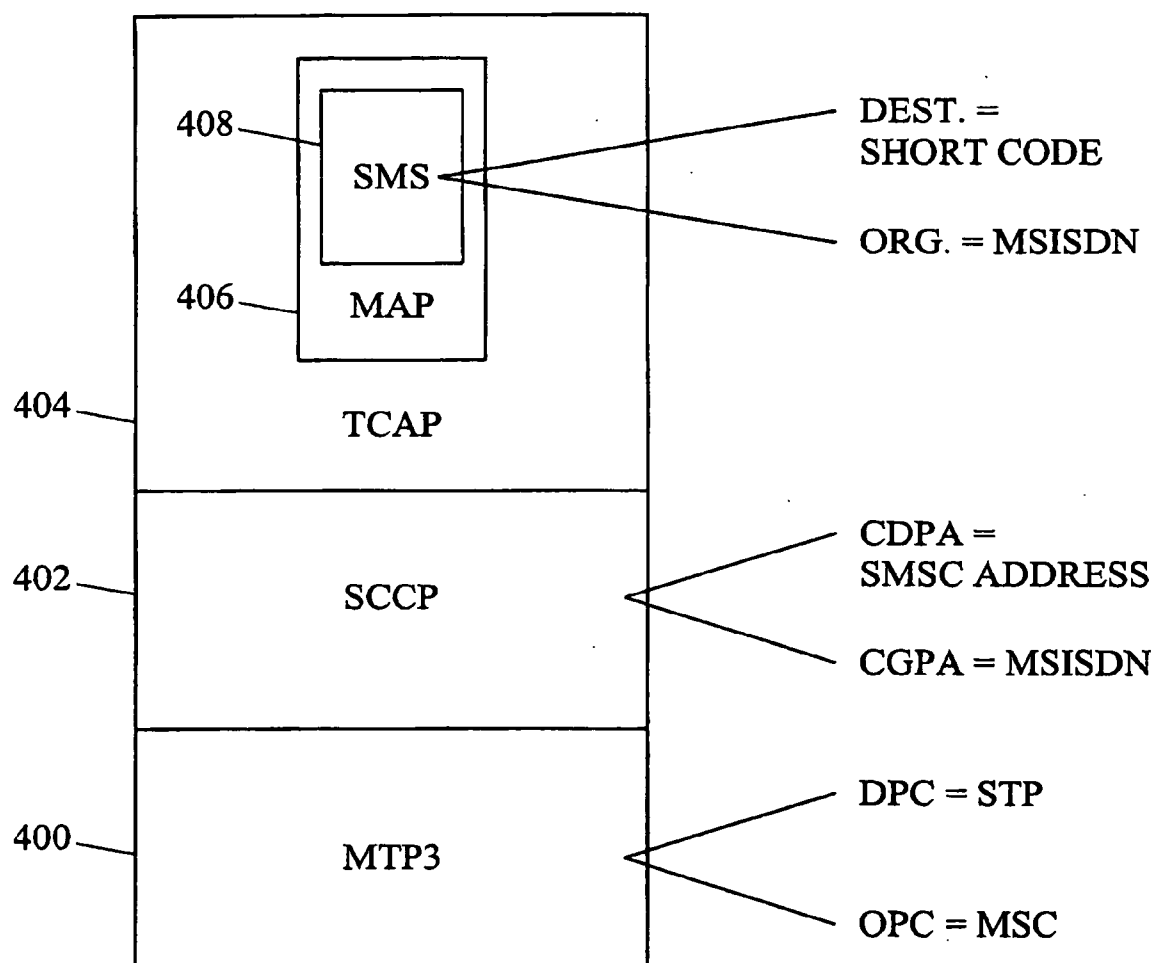 408
SMS
DEST. =
SHORT CODE
ORG. = MSISDN
406
MAP
404
TCAP
402
SCCP
CDPA =
SMSC ADDRESS
CGPA = MSISDN
400
MTP3
DPC = STP
OPC = MSC